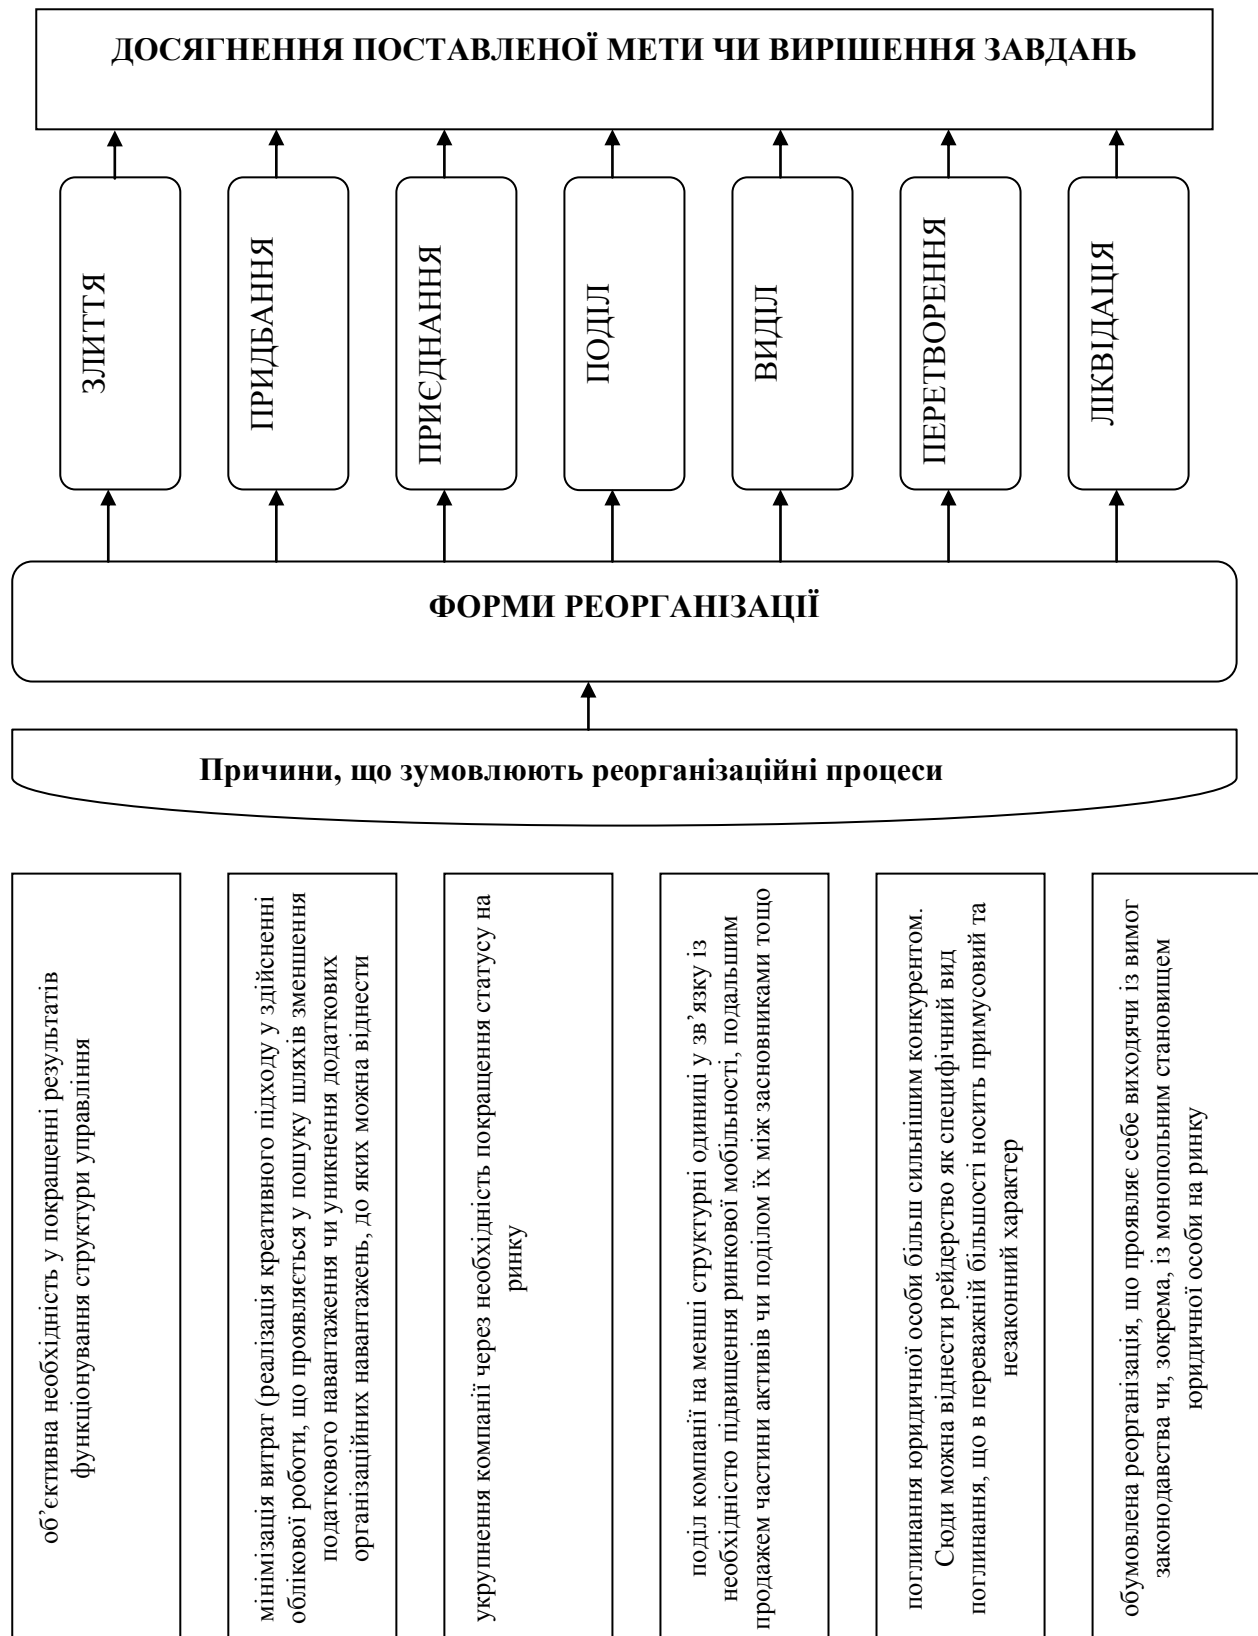 ДОСЯГНЕННЯ ПОСТАВЛЕНОЇ МЕТИ ЧИ ВИРІШЕННЯ ЗАВДАНЬ
ЗЛИТТЯ
ПРИДБАННЯ
ПРИЄДНАННЯ
ПОДІЛ
ВИДІЛ
ПЕРЕТВОРЕННЯ
ЛІКВІДАЦІЯ
ФОРМИ РЕОРГАНІЗАЦІЇ
Причини, що зумовлюють реорганізаційні процеси
об’єктивна необхідність у покращенні результатів
функціонування структури управління
мінімізація витрат (реалізація креативного підходу у здійсненні
облікової роботи, що проявляється у пошуку шляхів зменшення
податкового навантаження чи уникнення додаткових
організаційних навантажень, до яких можна віднести
укрупнення компанії через необхідність покращення статусу на
ринку
поділ компанії на менші структурні одиниці у зв’язку із
необхідністю підвищення ринкової мобільності, подальшим
продажем частини активів чи поділом їх між засновниками тощо
поглинання юридичної особи більш сильнішим конкурентом.
Сюди можна віднести рейдерство як специфічний вид
поглинання, що в переважній більшості носить примусовий та
незаконний характер
обумовлена реорганізація, що проявляє себе виходячи із вимог
законодавства чи, зокрема, із монопольним становищем
юридичної особи на ринку